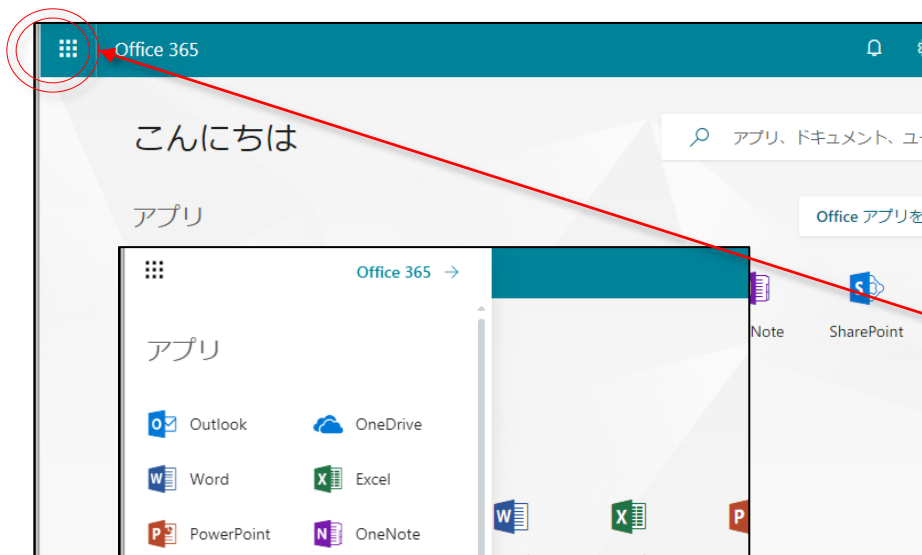 Office 365
こんにちは
アプリ、ドキュメント、ユー
アプリ
Office アプリを
Note
SharePoint
Office 365 →
アプリ
Outlook
OneDrive
Word
Excel
PowerPoint
OneNote